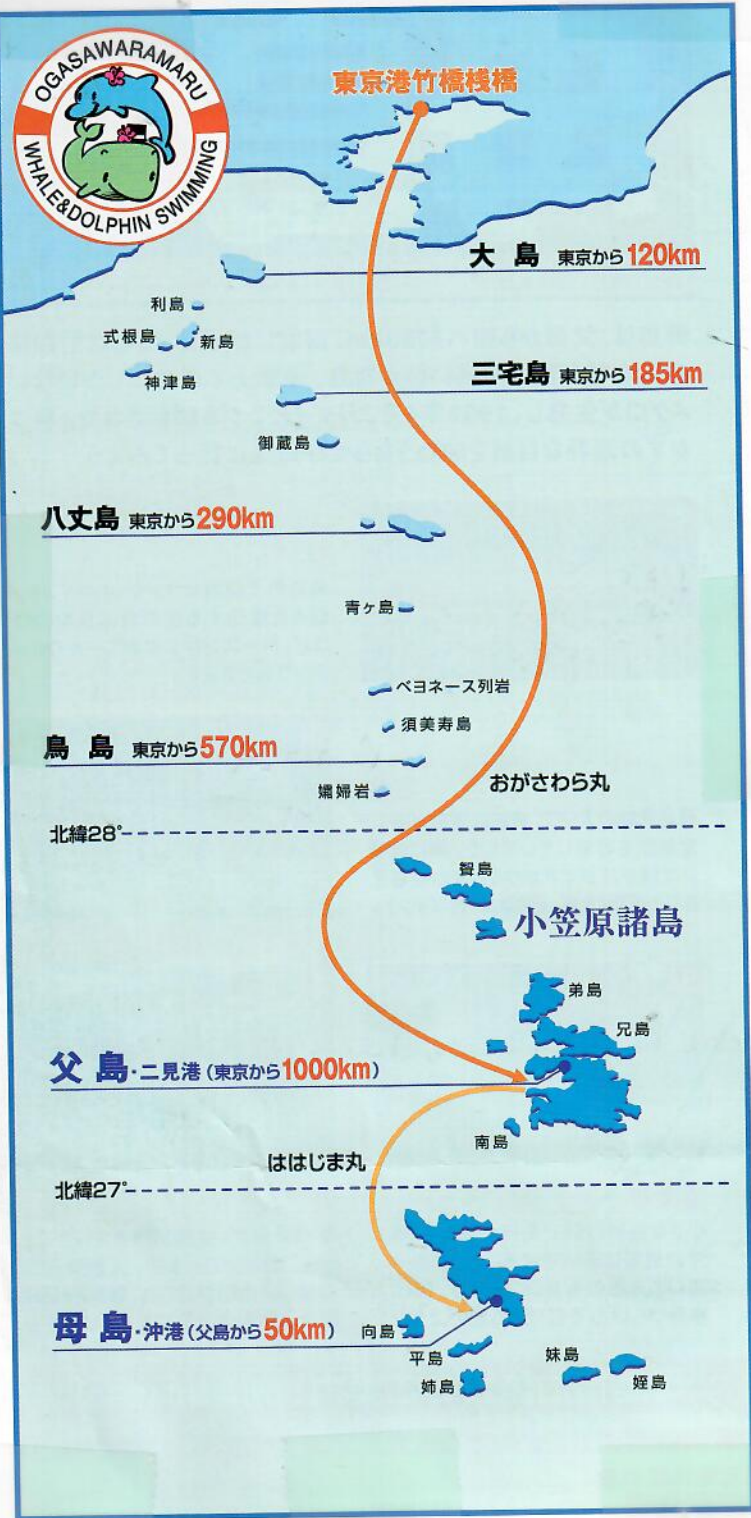 OGASAWARAMARU
WHALE&DOLPHIN SWIMMING
東京港竹橋桟橋
大島 東京から120km
利島
式根島
新島
神津島
三宅島 東京から185km
御蔵島
八丈島 東京から290km
青ヶ島
ベヨネース列岩
須美寿島
鳥島 東京から570km
おがさわら丸
孀婦岩
北緯28°
聟島
小笠原諸島
弟島
兄島
父島・二見港(東京から1000km)
南島
ははじま丸
北緯27°
母島・沖港(父島から50km)
向島
平島
姉島
妹島
姪島